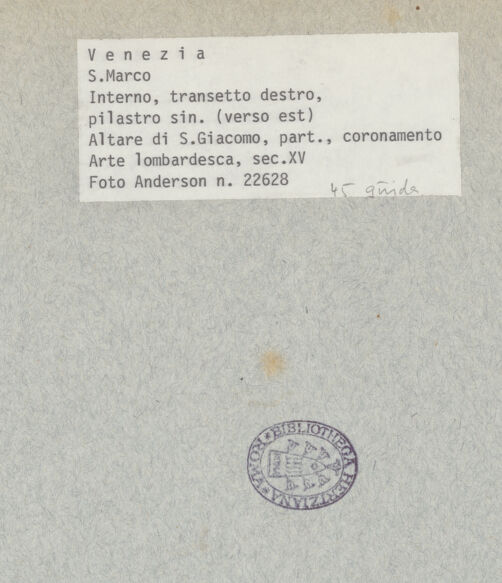 Venezia
S.Marco
Interno, transetto destro,
pilastro sin. (verso est)
Altare di S.Giacomo, part., coronamento
Arte lombardesca, sec.XV
Foto Anderson n. 22628
45 guida
BIBLIOTHECA HERTZIANA * ROMA *